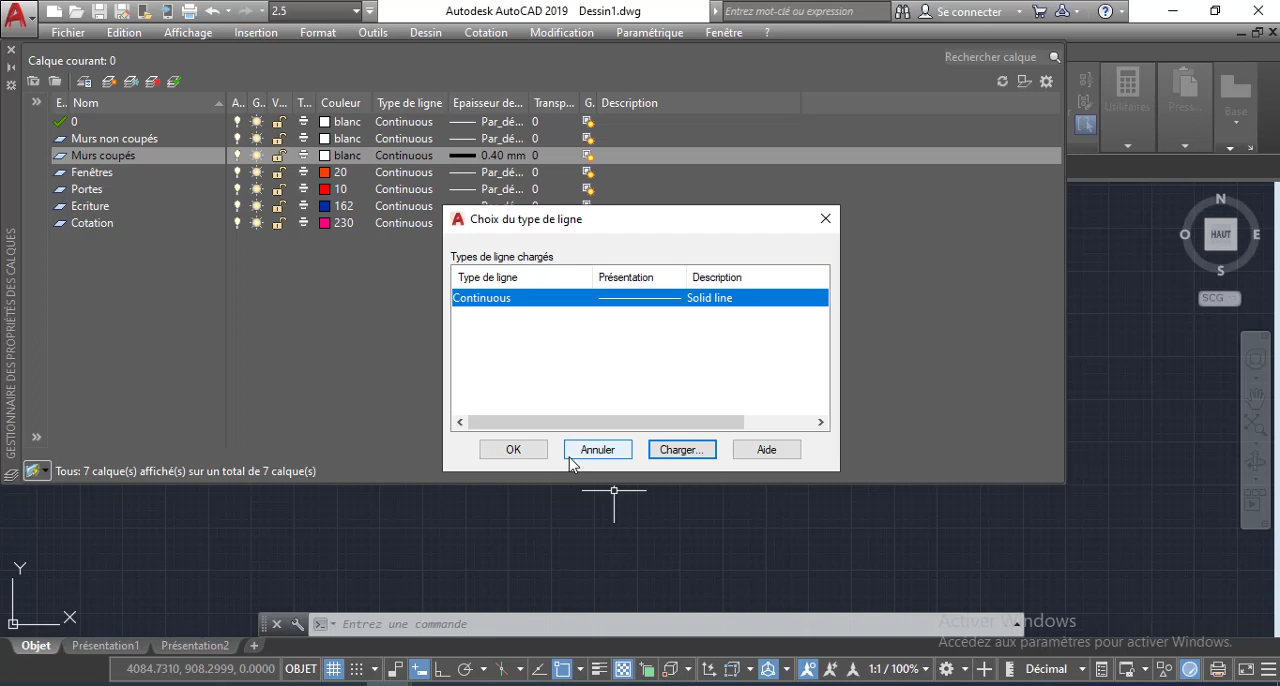 2.5 Autodesk AutoCAD 2019 Dessin1.dwg Entrez mot-clé ou expression Se connecter
Fichier Edition Affichage Insertion Format Outils Dessin Cotation Modification Paramétrique Fenêtre ?
Calque courant: 0 Rechercher calque
E.. Nom A.. G.. V... T... Couleur Type de ligne Epaisseur de... Transp... G. Description
0 blanc Continuous Par_dé... 0
Murs non coupés blanc Continuous Par_dé... 0
Murs coupés blanc Continuous 0.40 mm 0
Fenêtres 20 Continuous Par_dé... 0
Portes 10 Continuous Par_dé... 0
Ecriture 162 Continuous
Cotation 230 Continuous
Utilitaires Press... Base
GESTIONNAIRE DES PROPRIÉTÉS DES CALQUES
Choix du type de ligne
Types de ligne chargés
Type de ligne Présentation Description
Continuous Solid line
OK Annuler Charger... Aide
Tous: 7 calque(s) affiché(s) sur un total de 7 calque(s)
N
O HAUT E
S
SCG
Y
X
Entrez une commande
Activer Windows
Accédez aux paramètres pour activer Windows.
Objet Présentation1 Présentation2 +
4084.7310, 908.2999, 0.0000 OBJET 1:1 / 100% Décimal